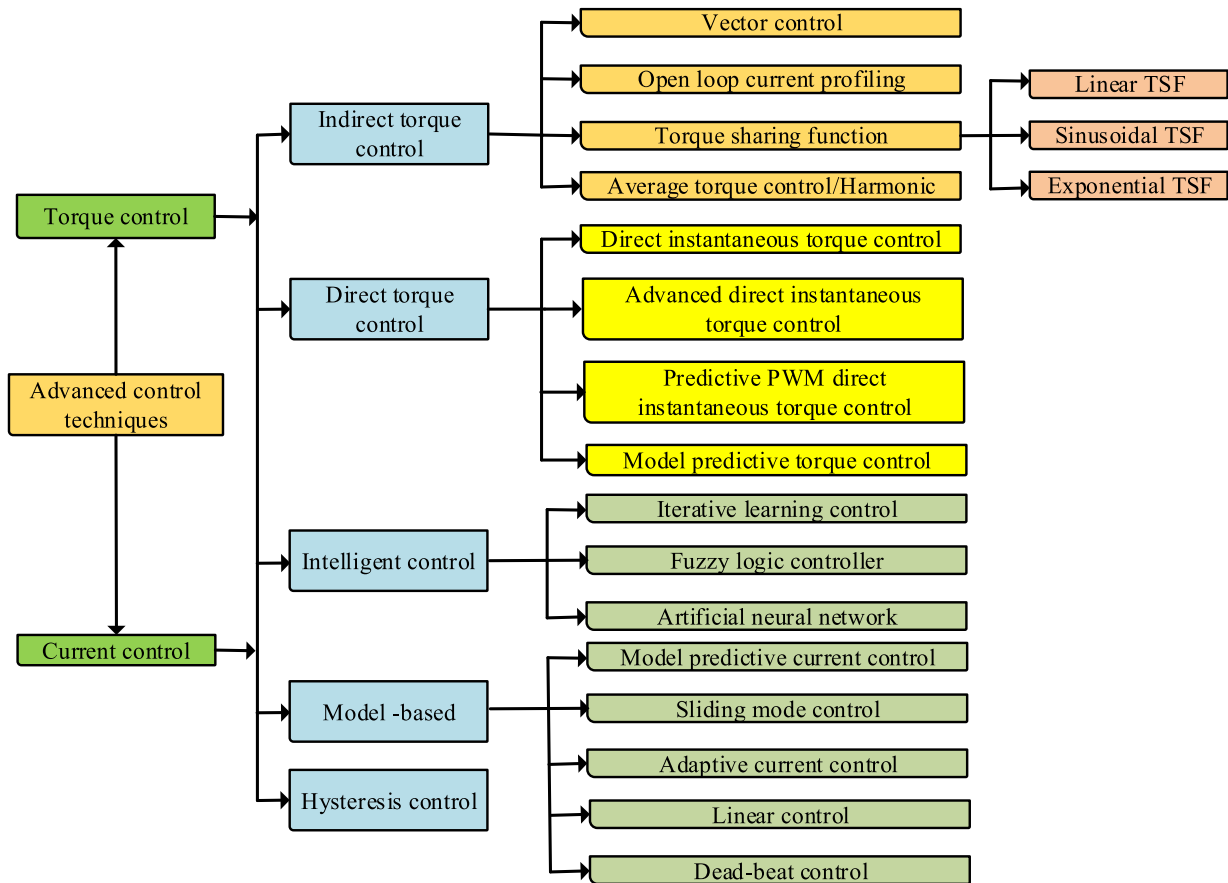 Advanced control
techniques
Torque control
Current control
Indirect torque
control
Direct torque
control
Intelligent control
Model -based
Hysteresis control
Vector control
Open loop current profiling
Torque sharing function
Average torque control/Harmonic
Linear TSF
Sinusoidal TSF
Exponential TSF
Direct instantaneous torque control
Advanced direct instantaneous
torque control
Predictive PWM direct
instantaneous torque control
Model predictive torque control
Iterative learning control
Fuzzy logic controller
Artificial neural network
Model predictive current control
Sliding mode control
Adaptive current control
Linear control
Dead-beat control